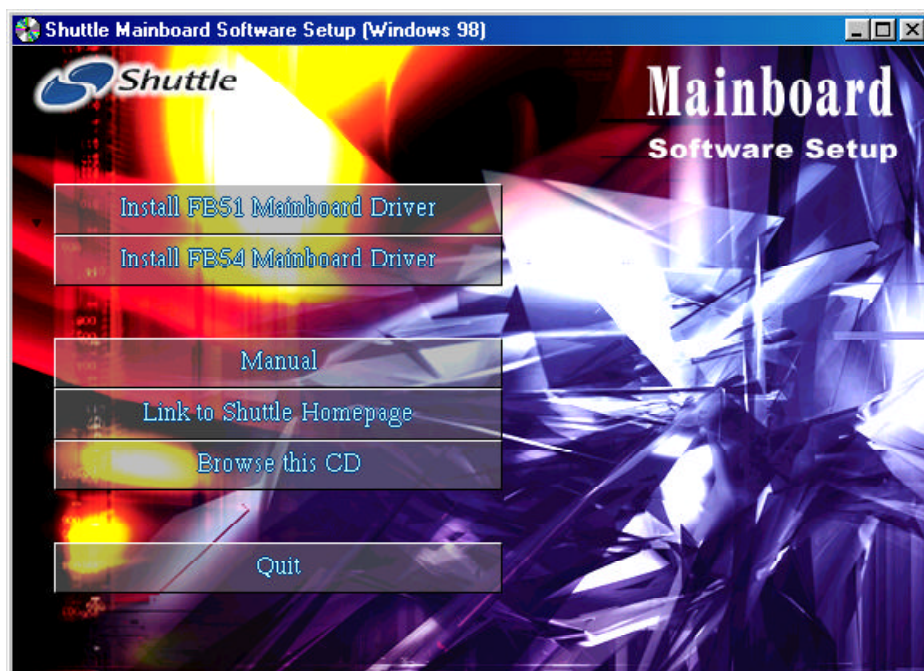 Shuttle Mainboard Software Setup (Windows 98)
Shuttle
Mainboard
Software Setup
Install FB51 Mainboard Driver
Install FB54 Mainboard Driver
Manual
Link to Shuttle Homepage
Browse this CD
Quit